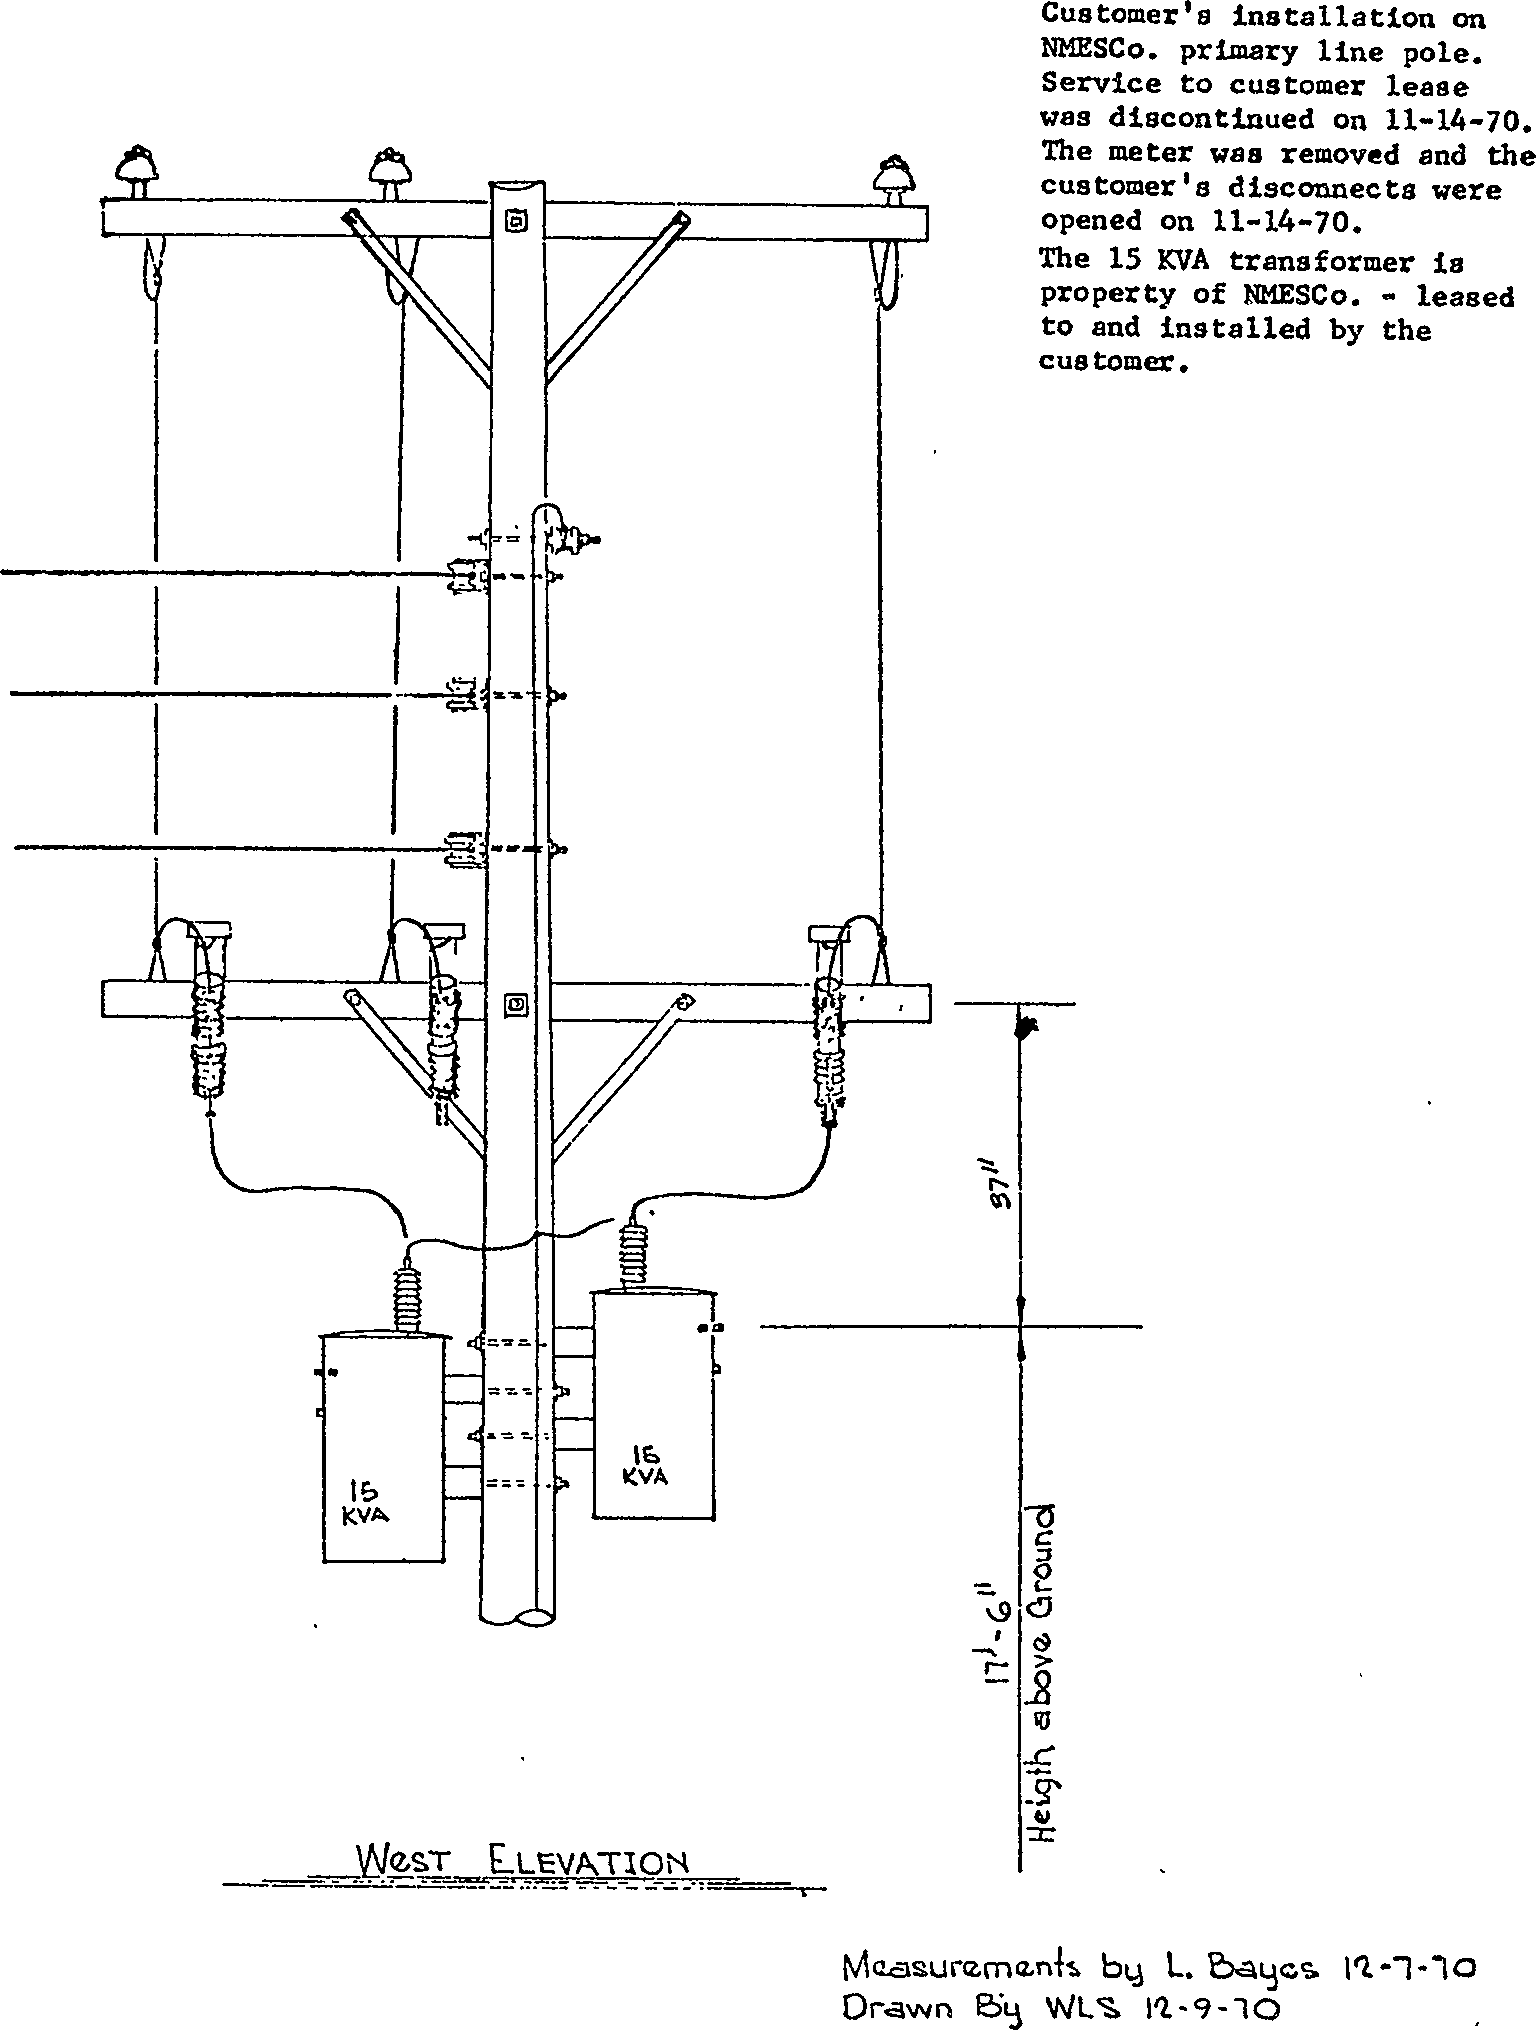 Customer's installation on
NMESCo. primary line pole.
Service to customer lease
was discontinued on 11-14-70.
The meter was removed and the
customer's disconnects were
opened on 11-14-70.
The 15 KVA transformer is
property of NMESCo. - leased
to and installed by the
customer.
37"
15
KVA
15
KVA
17'-6"
Heigth above Ground
West Elevation
Measurements by L. Bayes 12-7-70
Drawn By WLS 12-9-70